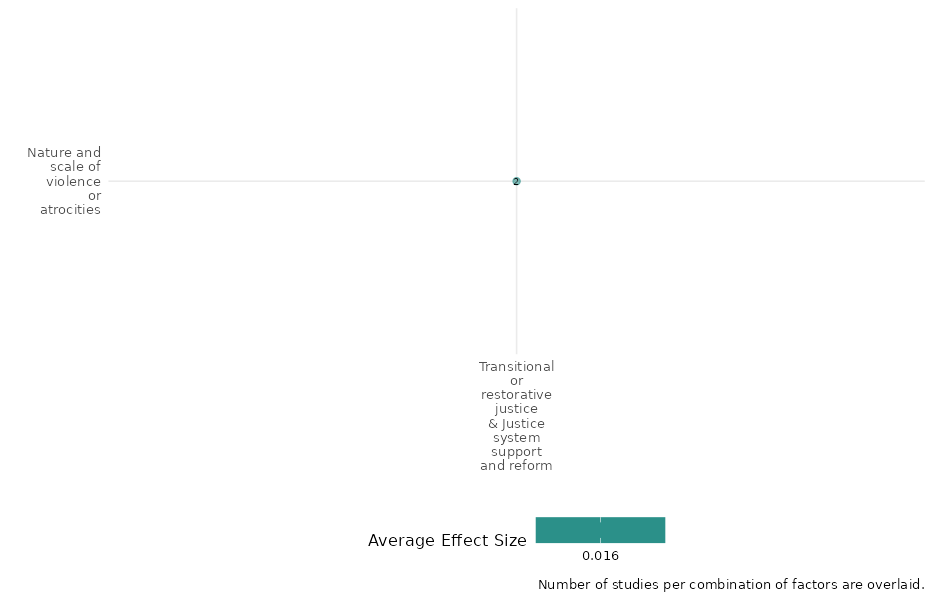 Nature and
scale of
violence
or
atrocities
2
Transitional
or
restorative
justice
& Justice
system
support
and reform
Average Effect Size
0.016
Number of studies per combination of factors are overlaid.